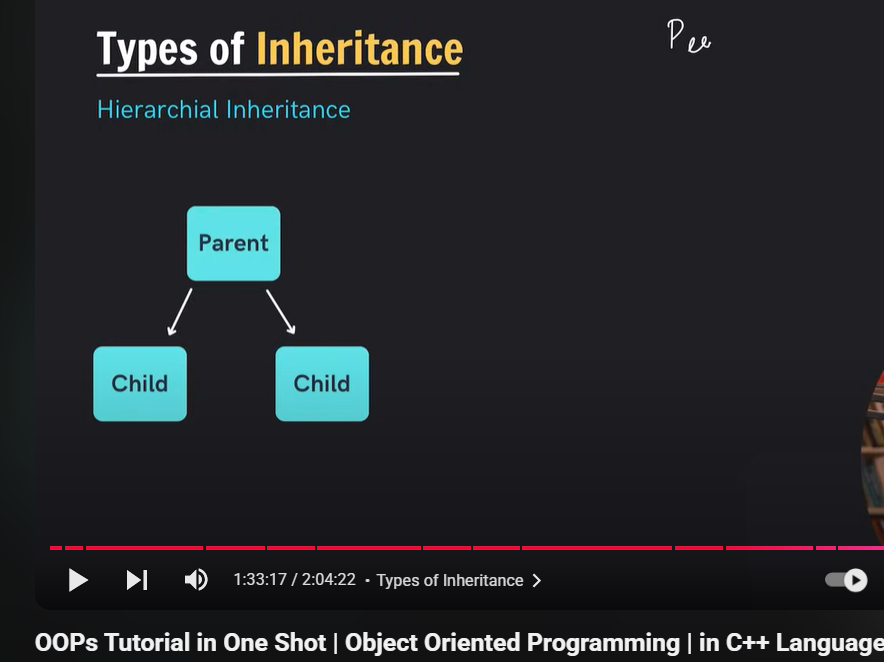 Types of Inheritance
Pee
Hierarchial Inheritance
Parent
Child Child
1:33:17 / 2:04:22 • Types of Inheritance >
OOPs Tutorial in One Shot | Object Oriented Programming | in C++ Language